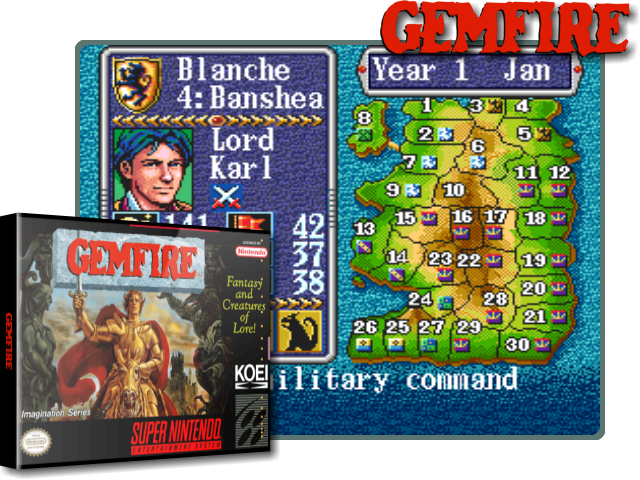 GEMFIRE
Blanche
4:Banshea
Lord
Karl
141
42
37
38
Year 1 Jan
1
3
4
8
2
5
6
7
11
12
9
10
15
16
17
18
13
14
23
22
19
20
24
28
21
26
25
27
29
30
ilitary command
GEMFIRE
Nintendo
Fantasy
and
Creatures
of
Lore!
KOEI
Imagination Series
SUPER NINTENDO
ENTERTAINMENT SYSTEM
GEMFIRE